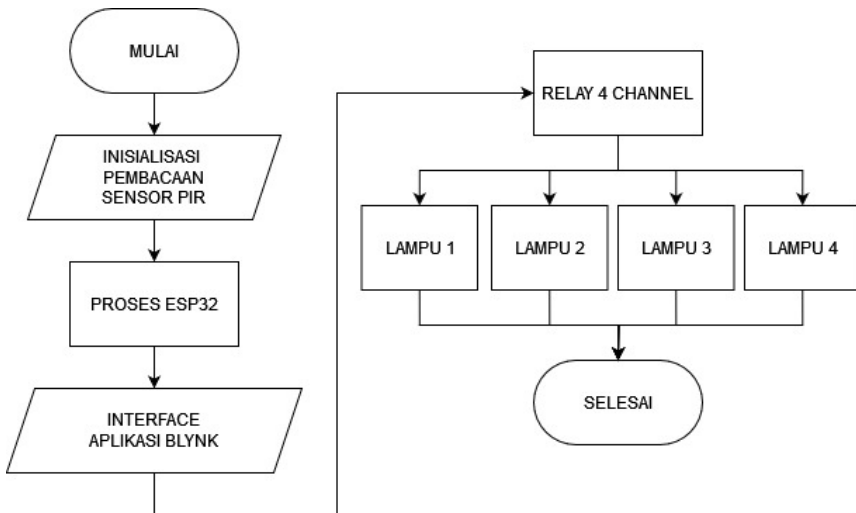 MULAI
INISIALISASI
PEMBACAAN
SENSOR PIR
PROSES ESP32
INTERFACE
APLIKASI BLYNK
RELAY 4 CHANNEL
LAMPU 1
LAMPU 2
LAMPU 3
LAMPU 4
SELESAI